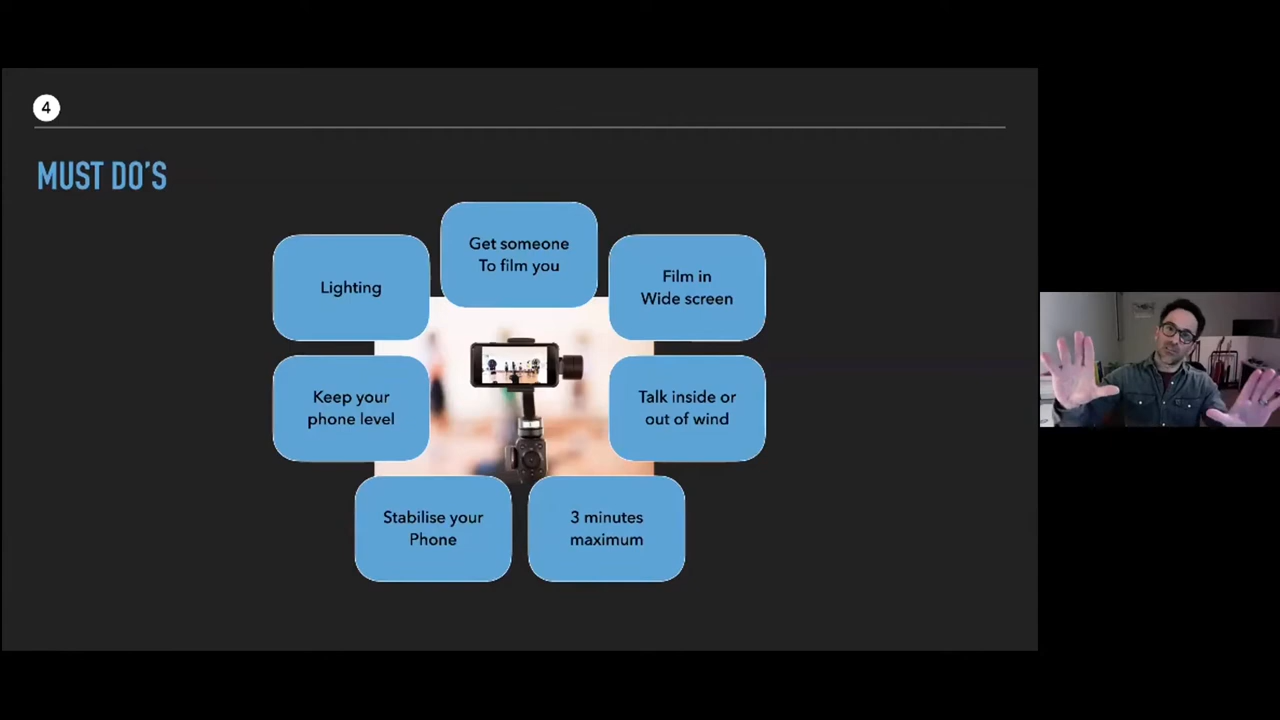 4
MUST DO'S
Get someone
To film you
Lighting
Film in
Wide screen
Keep your
phone level
Talk inside or
out of wind
Stabilise your
Phone
3 minutes
maximum